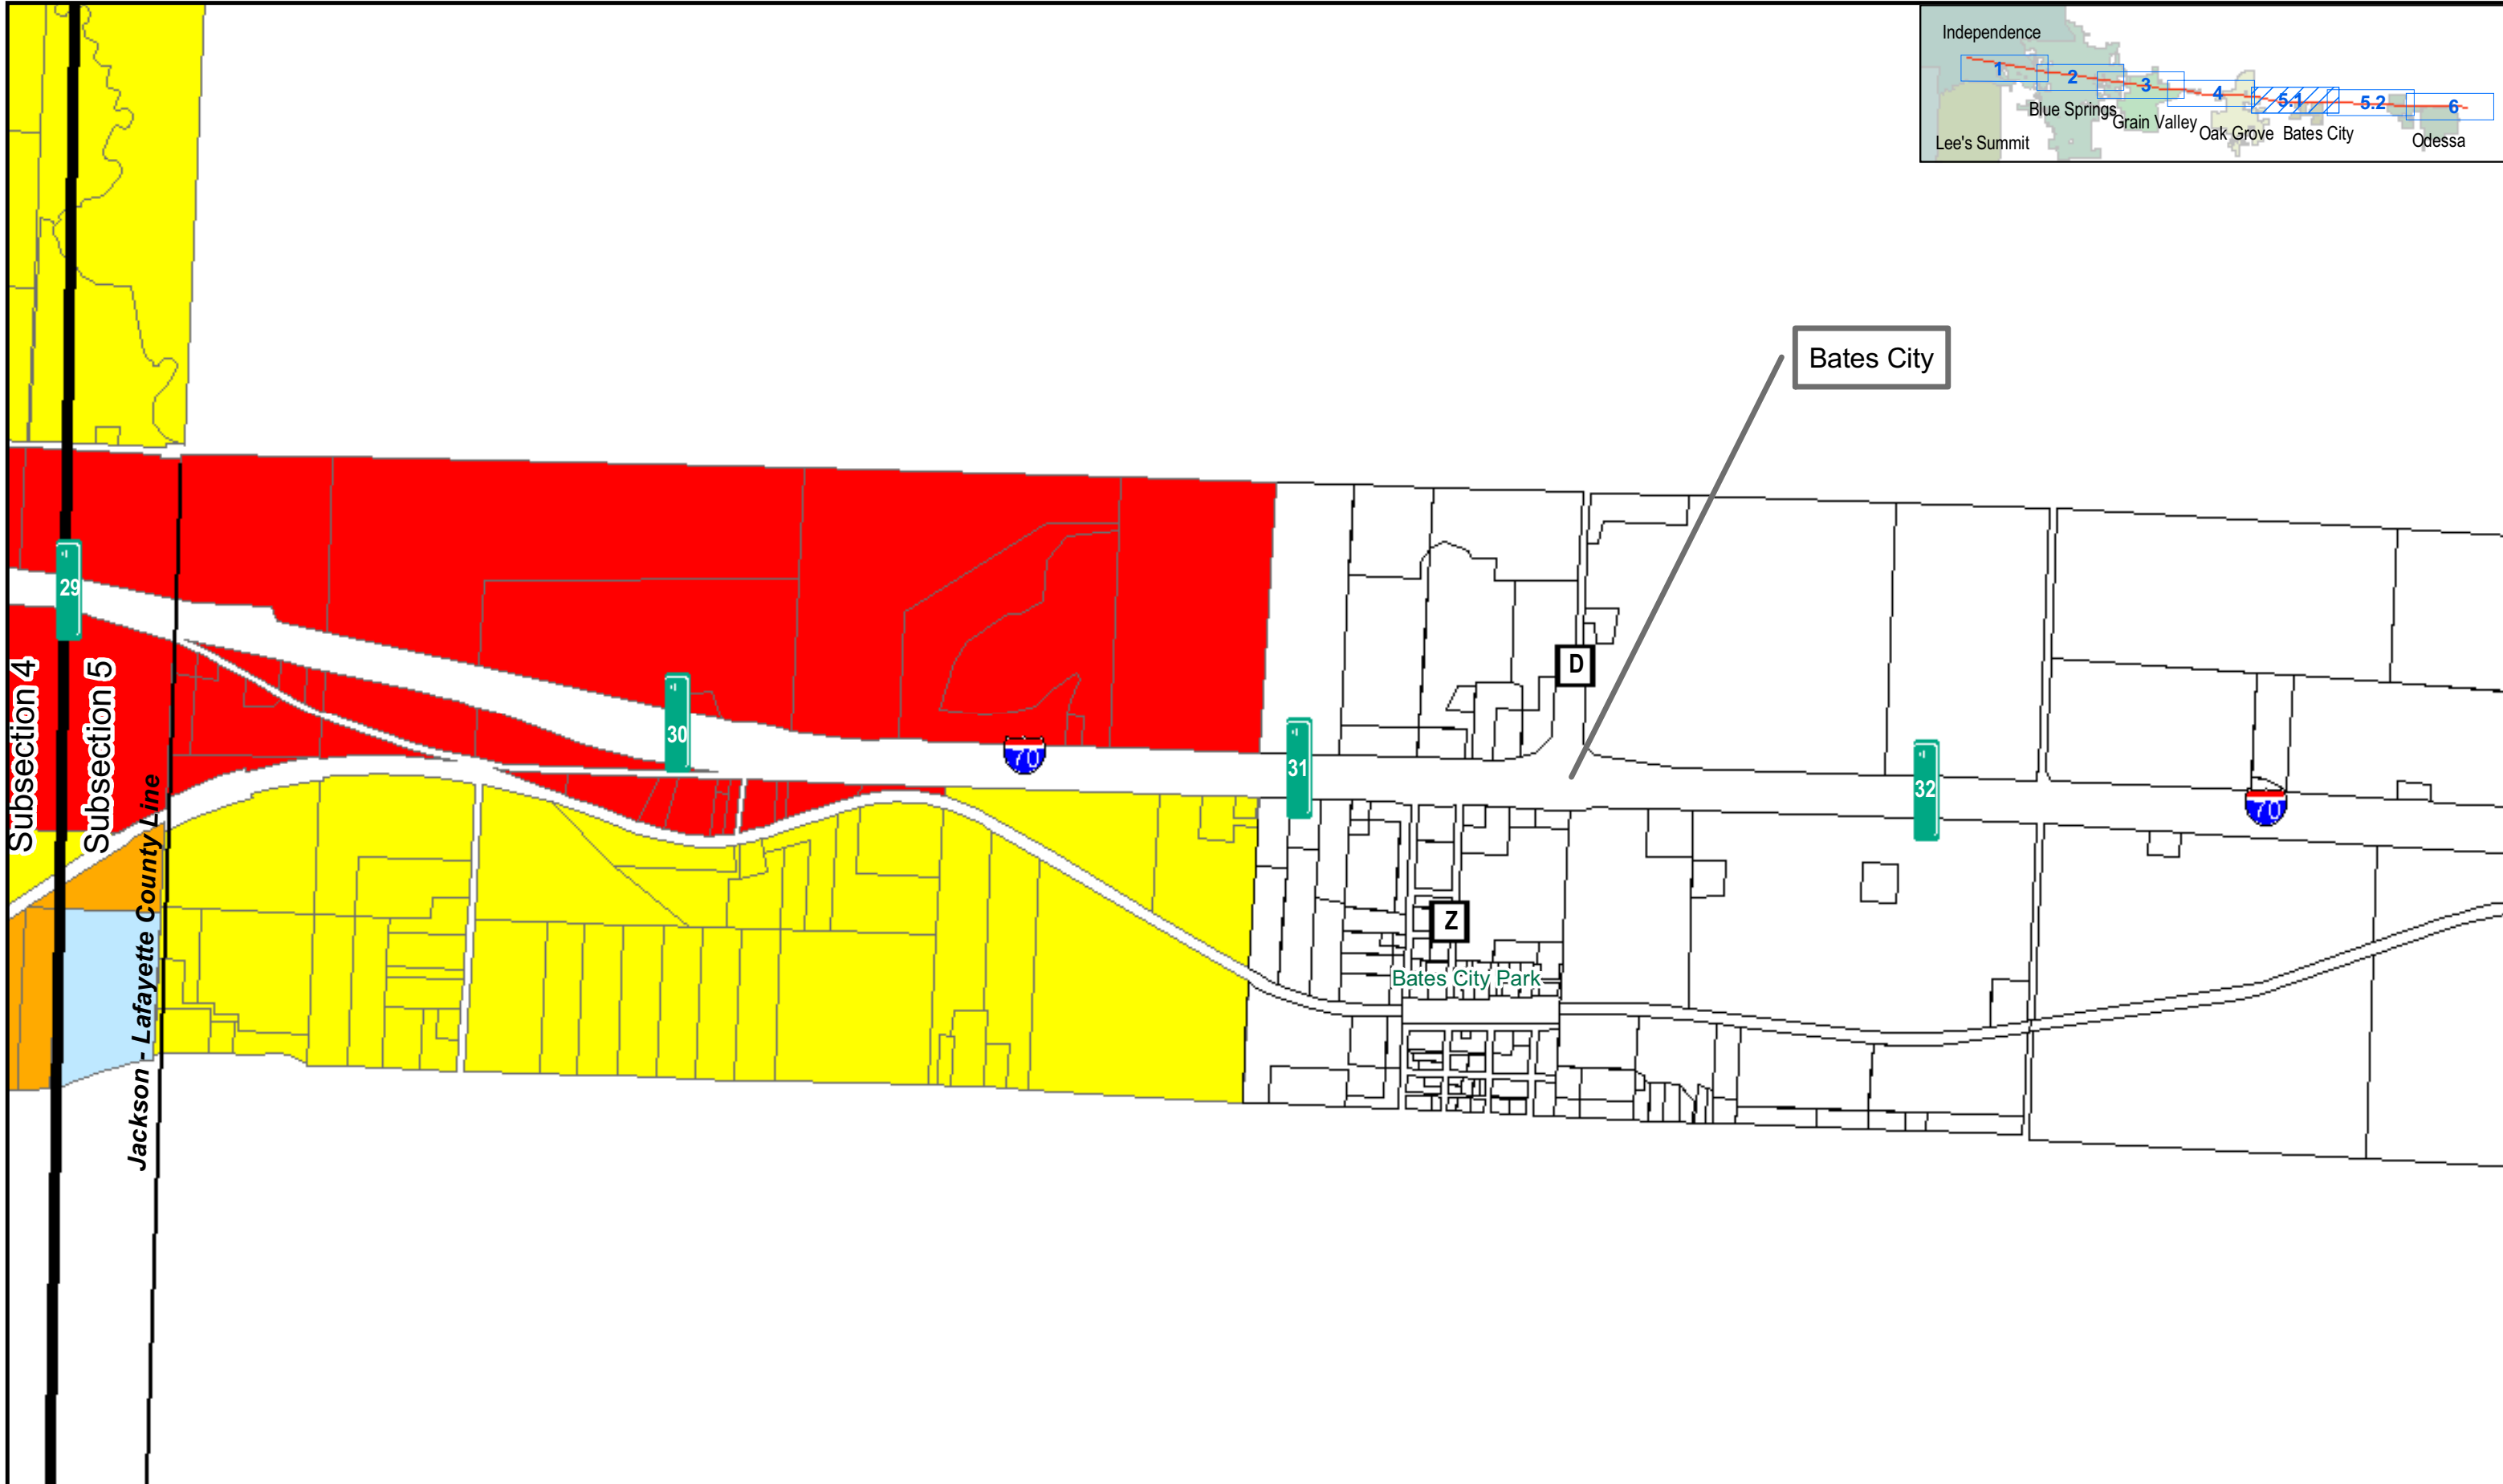 Independence
1
2
3
4
5.1
5.2
6
Blue Springs
Grain Valley
Oak Grove
Bates City
Lee's Summit
Odessa
Bates City
29
D
Subsection 4
Subsection 5
30
70
31
32
70
Jackson - Lafayette County Line
Z
Bates City Park